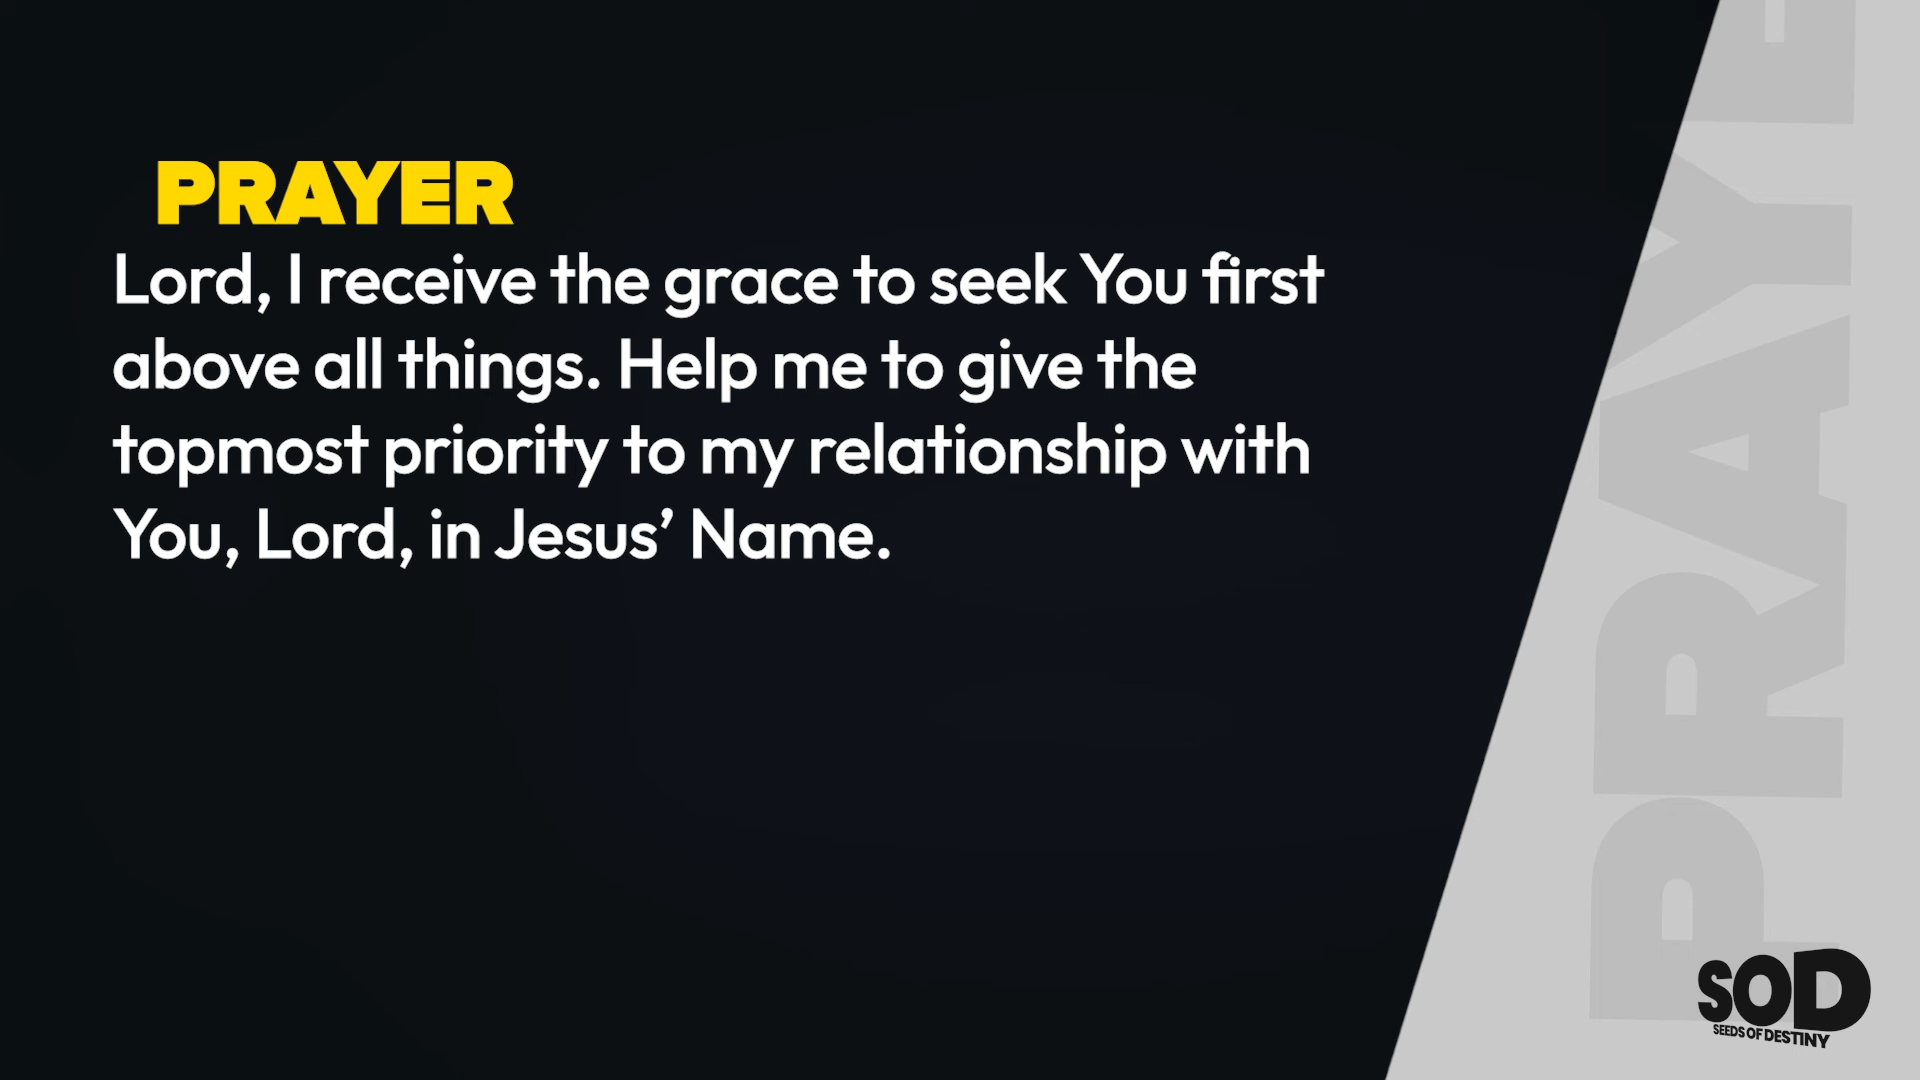 PRAYER
Lord, I receive the grace to seek You first
above all things. Help me to give the
topmost priority to my relationship with
You, Lord, in Jesus’ Name.
PRAYE
SOD
SEEDS OF DESTINY